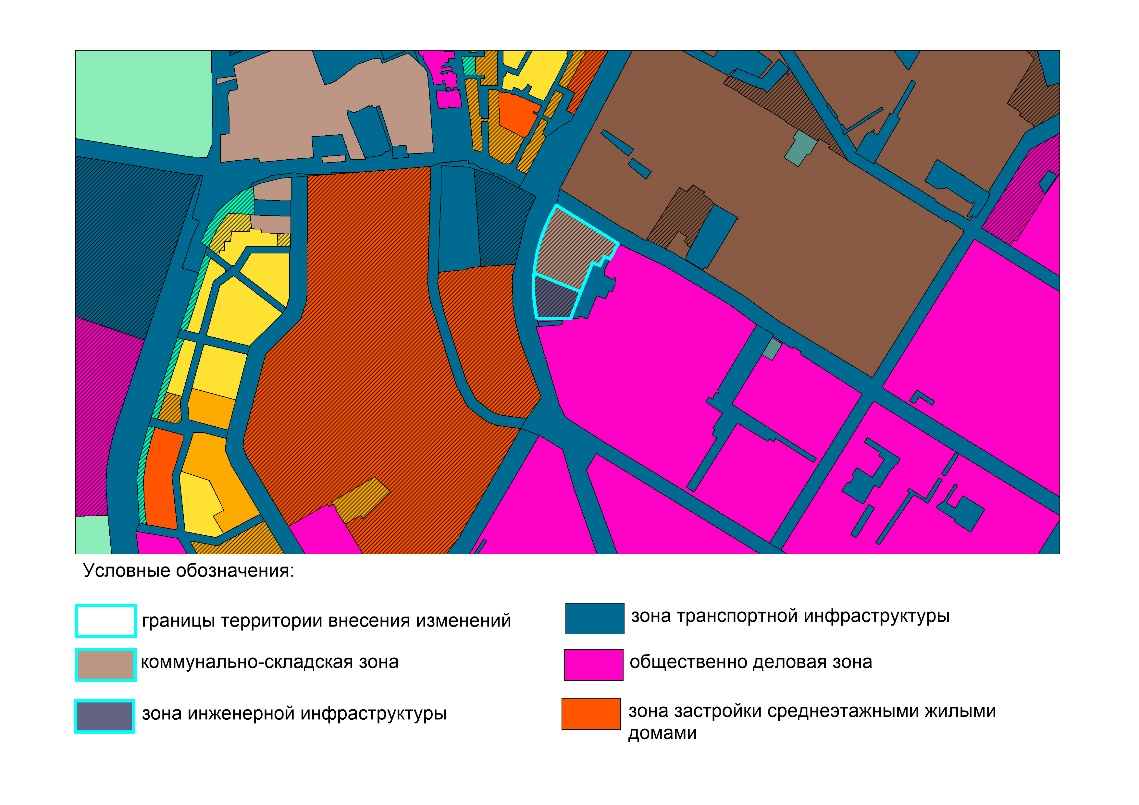 Условные обозначения:
границы территории внесения изменений
коммунально-складская зона
зона инженерной инфраструктуры
зона транспортной инфраструктуры
общественно деловая зона
зона застройки среднеэтажными жилыми
домами